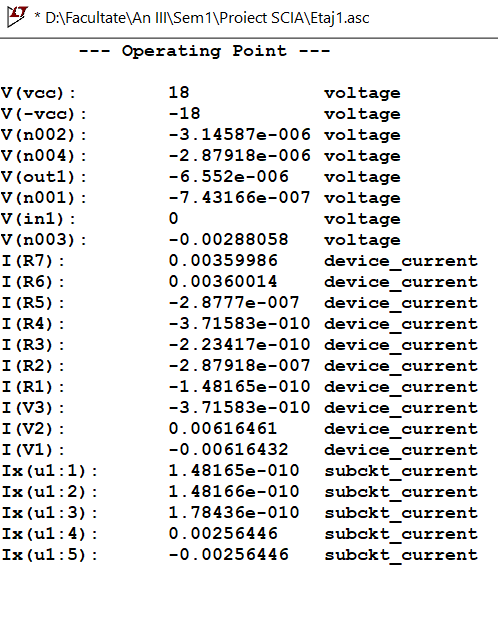 * D:\Facultate\An III\Sem1\Proiect SCIA\Etaj1.asc
--- Operating Point ---
V(vcc): 18 voltage
V(-vcc): -18 voltage
V(n002): -3.14587e-006 voltage
V(n004): -2.87918e-006 voltage
V(out1): -6.552e-006 voltage
V(n001): -7.43166e-007 voltage
V(in1): 0 voltage
V(n003): -0.00288058 voltage
I(R7): 0.00359986 device_current
I(R6): 0.00360014 device_current
I(R5): -2.8777e-007 device_current
I(R4): -3.71583e-010 device_current
I(R3): -2.23417e-010 device_current
I(R2): -2.87918e-007 device_current
I(R1): -1.48165e-010 device_current
I(V3): -3.71583e-010 device_current
I(V2): 0.00616461 device_current
I(V1): -0.00616432 device_current
Ix(u1:1): 1.48165e-010 subckt_current
Ix(u1:2): 1.48166e-010 subckt_current
Ix(u1:3): 1.78436e-010 subckt_current
Ix(u1:4): 0.00256446 subckt_current
Ix(u1:5): -0.00256446 subckt_current